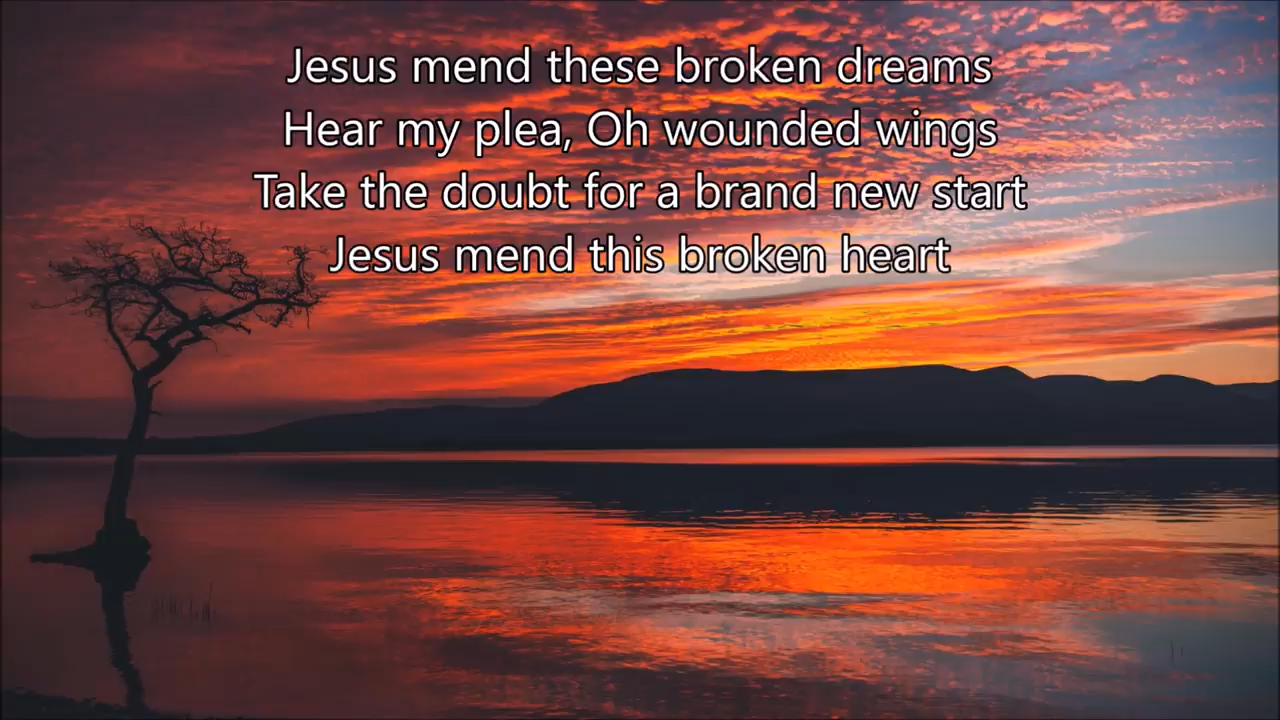 Jesus mend these broken dreams
Hear my plea, Oh wounded wings
Take the doubt for a brand new start
Jesus mend this broken heart